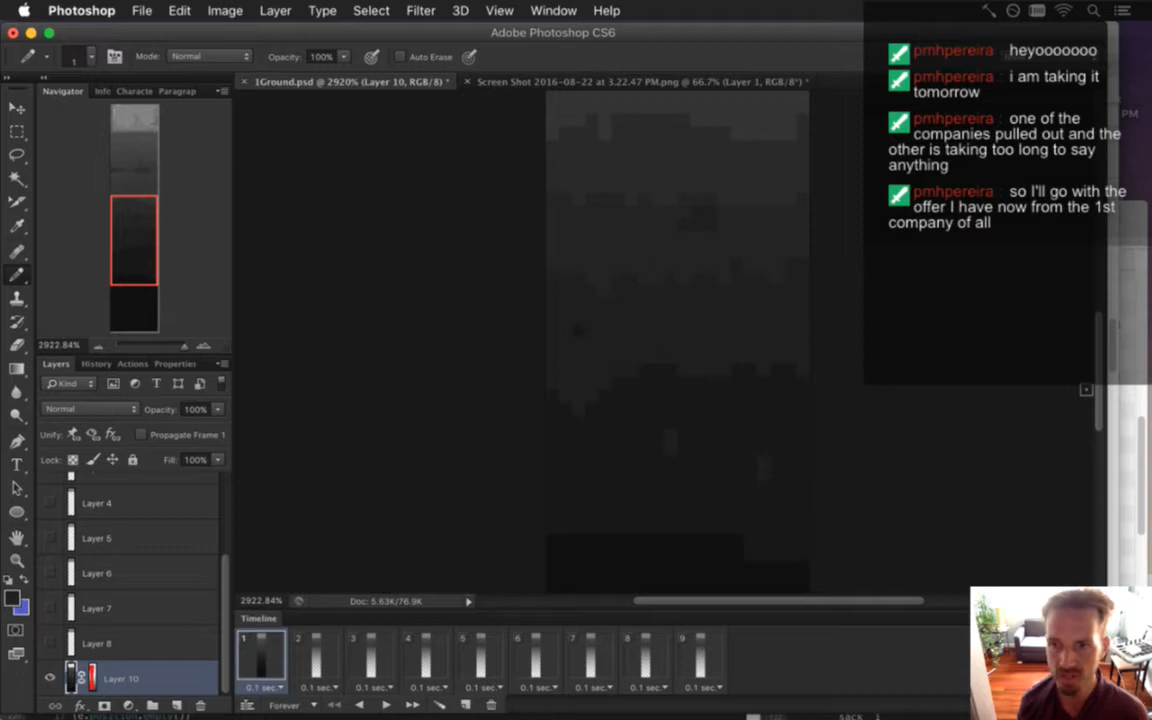 Photoshop File Edit Image Layer Type Select Filter 3D View Window Help
Adobe Photoshop CS6
1 Mode: Normal Opacity: 100% Auto Erase
1Ground.psd @ 2920% (Layer 10, RGB/8) *
Screen Shot 2016-08-22 at 3.22.47 PM.png @ 66.7% (Layer 1, RGB/8*) *
Navigator Info Characte Paragrap
2922.84%
Layers History Actions Properties
Kind
Normal Opacity: 100%
Unify: Propagate Frame 1
Lock: Fill: 100%
Layer 4
Layer 5
Layer 6
Layer 7
Layer 8
Layer 10
fx
pmhpereira : heyooooooo
pmhpereira : i am taking it
tomorrow
pmhpereira : one of the
companies pulled out and the
other is taking too long to say
anything
pmhpereira : so I'll go with the
offer I have now from the 1st
company of all
PM
2922.84% Doc: 5.63K/76.9K
Timeline
1 2 3 4 5 6 7 8 9
0.1 sec. 0.1 sec. 0.1 sec. 0.1 sec. 0.1 sec. 0.1 sec. 0.1 sec. 0.1 sec. 0.1 sec.
Forever